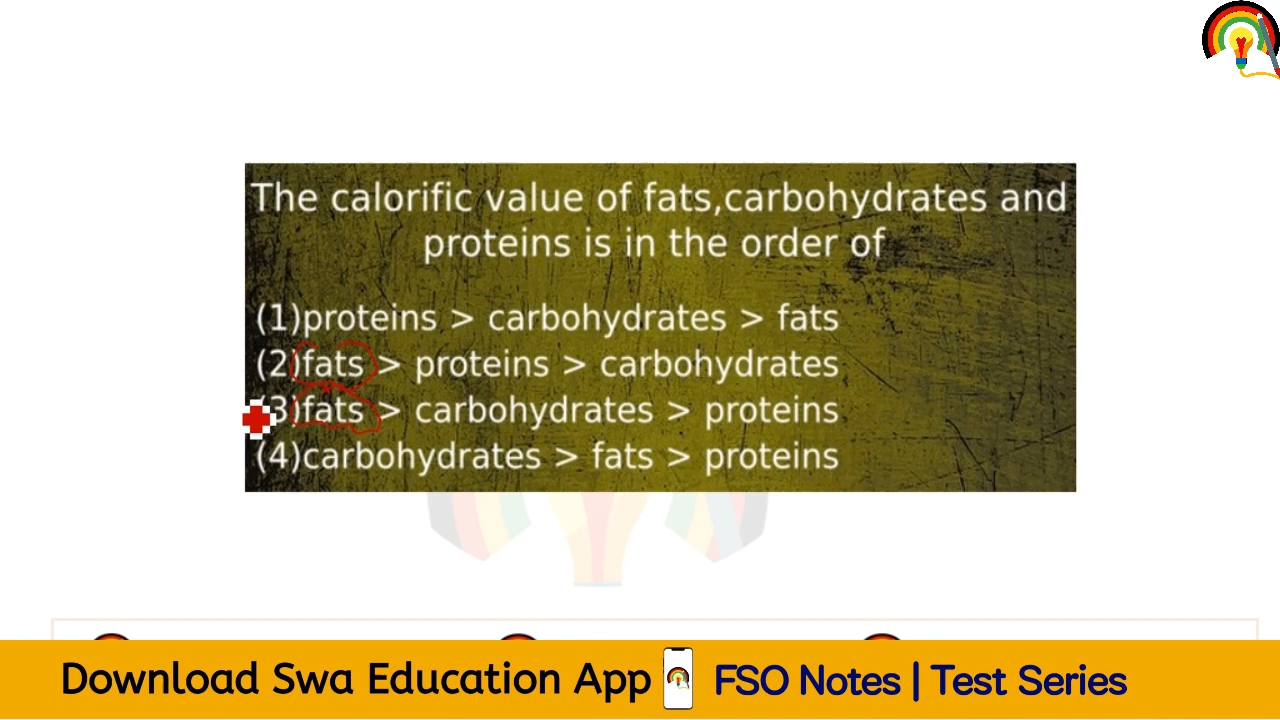 The calorific value of fats,carbohydrates and
proteins is in the order of
(1)proteins > carbohydrates > fats
(2)fats > proteins > carbohydrates
(3)fats > carbohydrates > proteins
(4)carbohydrates > fats > proteins
Download Swa Education App FSO Notes | Test Series